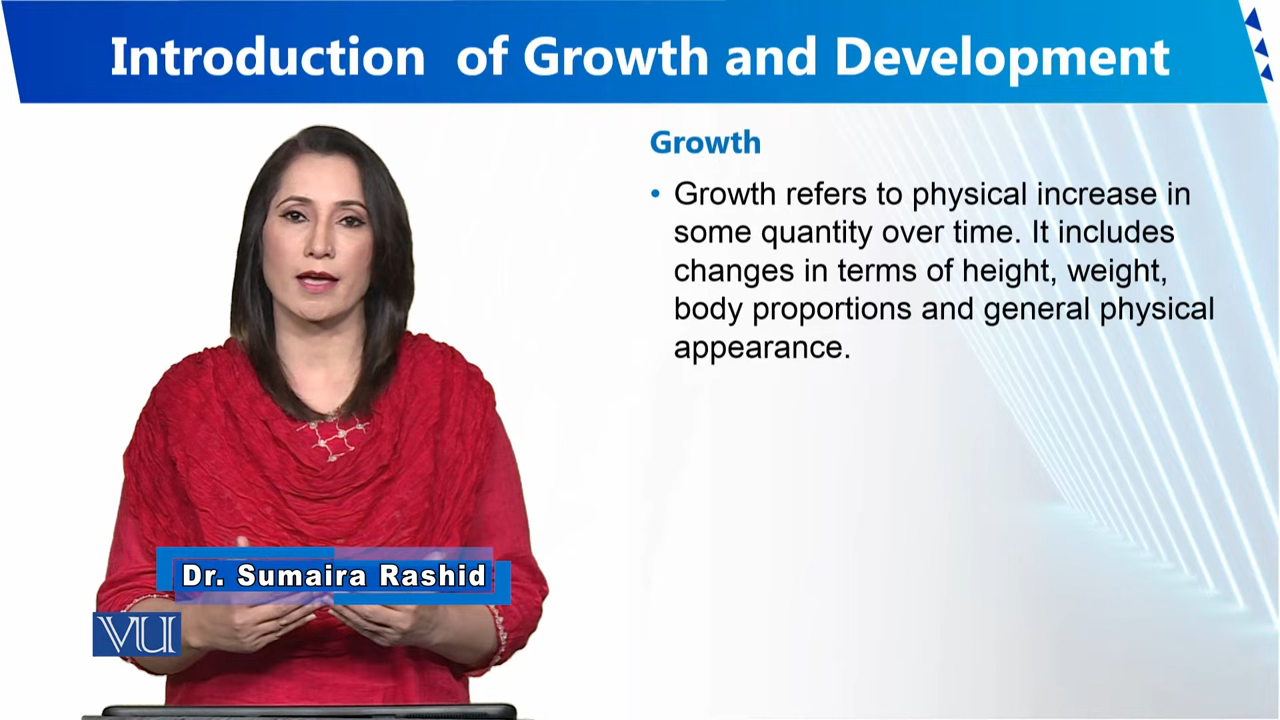 Introduction of Growth and Development
Growth
• Growth refers to physical increase in
some quantity over time. It includes
changes in terms of height, weight,
body proportions and general physical
appearance.
Dr. Sumaira Rashid
VU